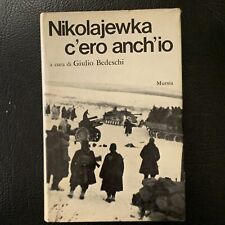 Nikolajewka
c'ero anch'io
a cura di Giulio Bedeschi
Mursia